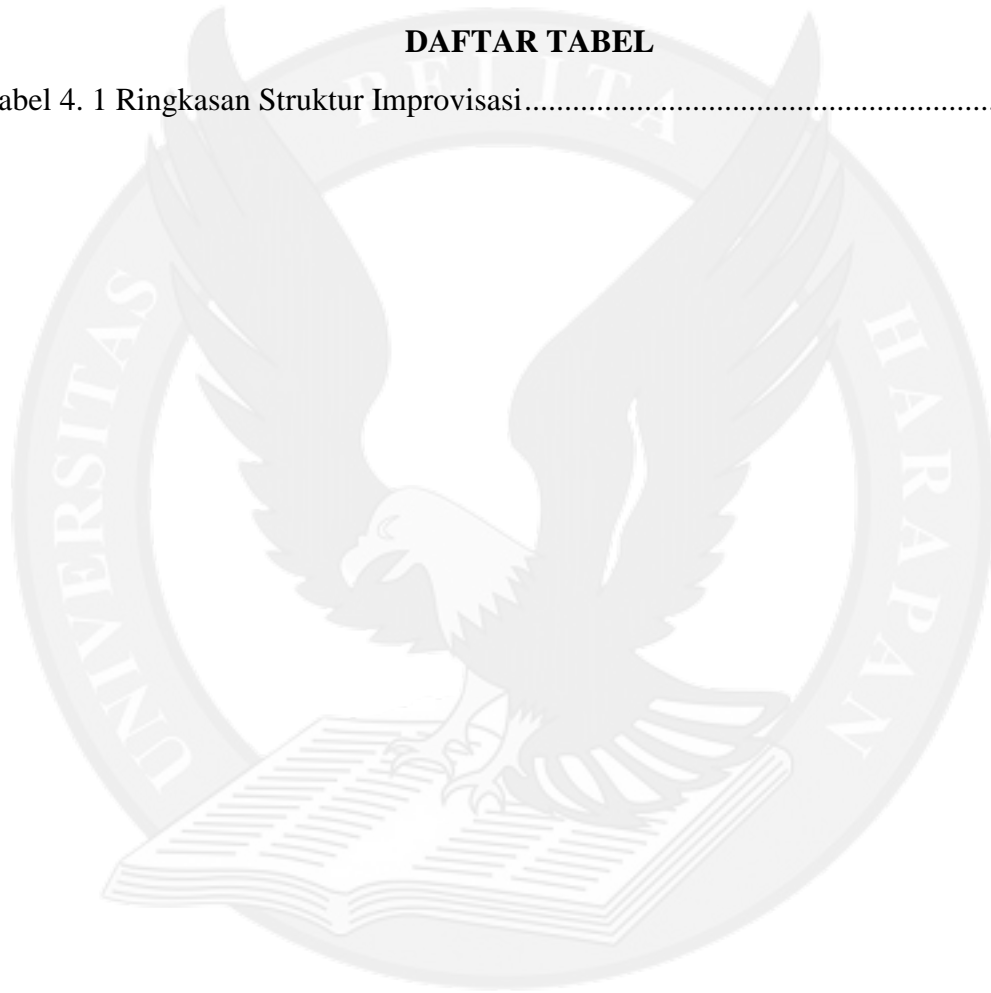 DAFTAR TABEL
abel 4. 1 Ringkasan Struktur Improvisasi..........................................................
UNIVERSITAS PELITA HARAPAN